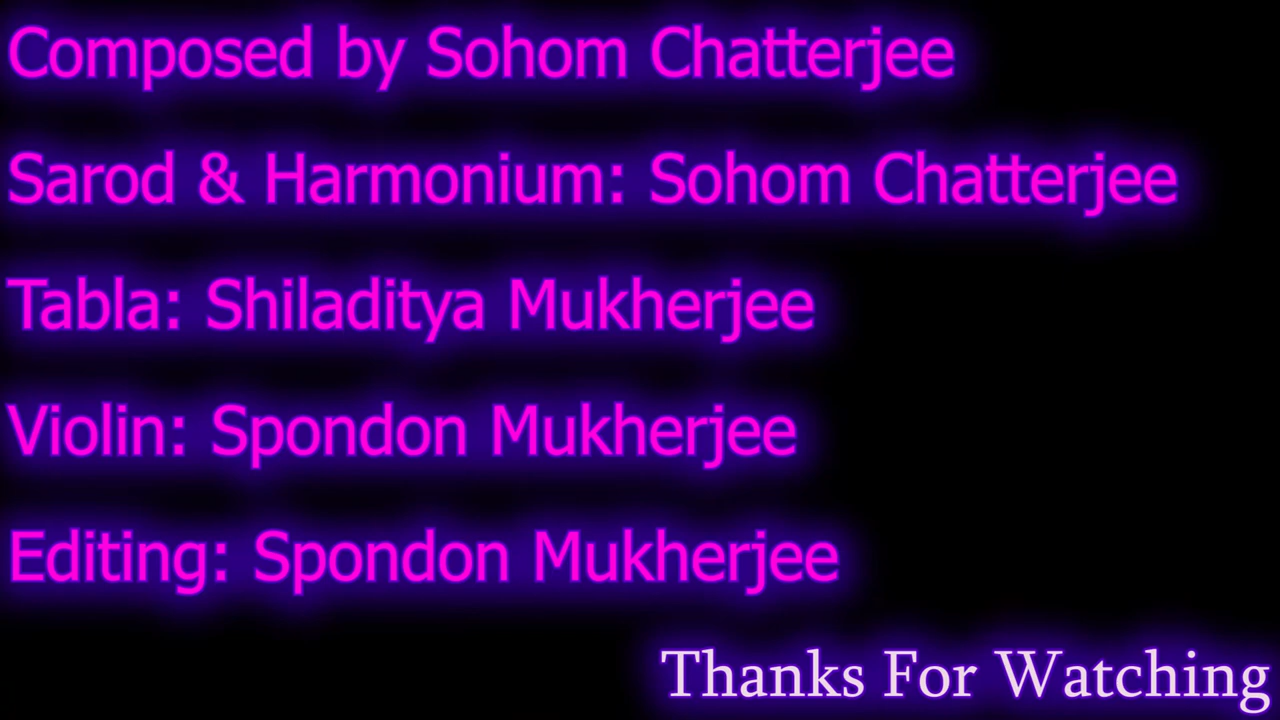 Composed by Sohom Chatterjee
Sarod & Harmonium: Sohom Chatterjee
Tabla: Shiladitya Mukherjee
Violin: Spondon Mukherjee
Editing: Spondon Mukherjee
Thanks For Watching